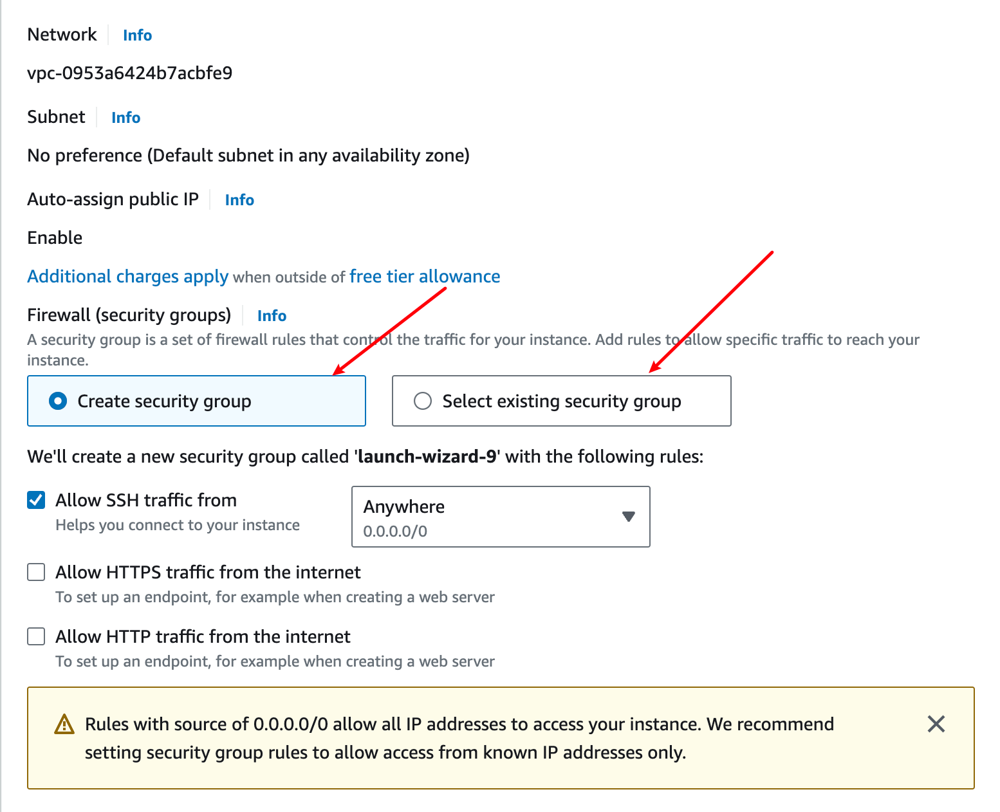 Network Info
vpc-0953a6424b7acbfe9
Subnet Info
No preference (Default subnet in any availability zone)
Auto-assign public IP Info
Enable
Additional charges apply when outside of free tier allowance
Firewall (security groups) Info
A security group is a set of firewall rules that control the traffic for your instance. Add rules to allow specific traffic to reach your
instance.
Create security group Select existing security group
We'll create a new security group called 'launch-wizard-9' with the following rules:
Allow SSH traffic from
Helps you connect to your instance
Anywhere
0.0.0.0/0
Allow HTTPS traffic from the internet
To set up an endpoint, for example when creating a web server
Allow HTTP traffic from the internet
To set up an endpoint, for example when creating a web server
Rules with source of 0.0.0.0/0 allow all IP addresses to access your instance. We recommend
setting security group rules to allow access from known IP addresses only.